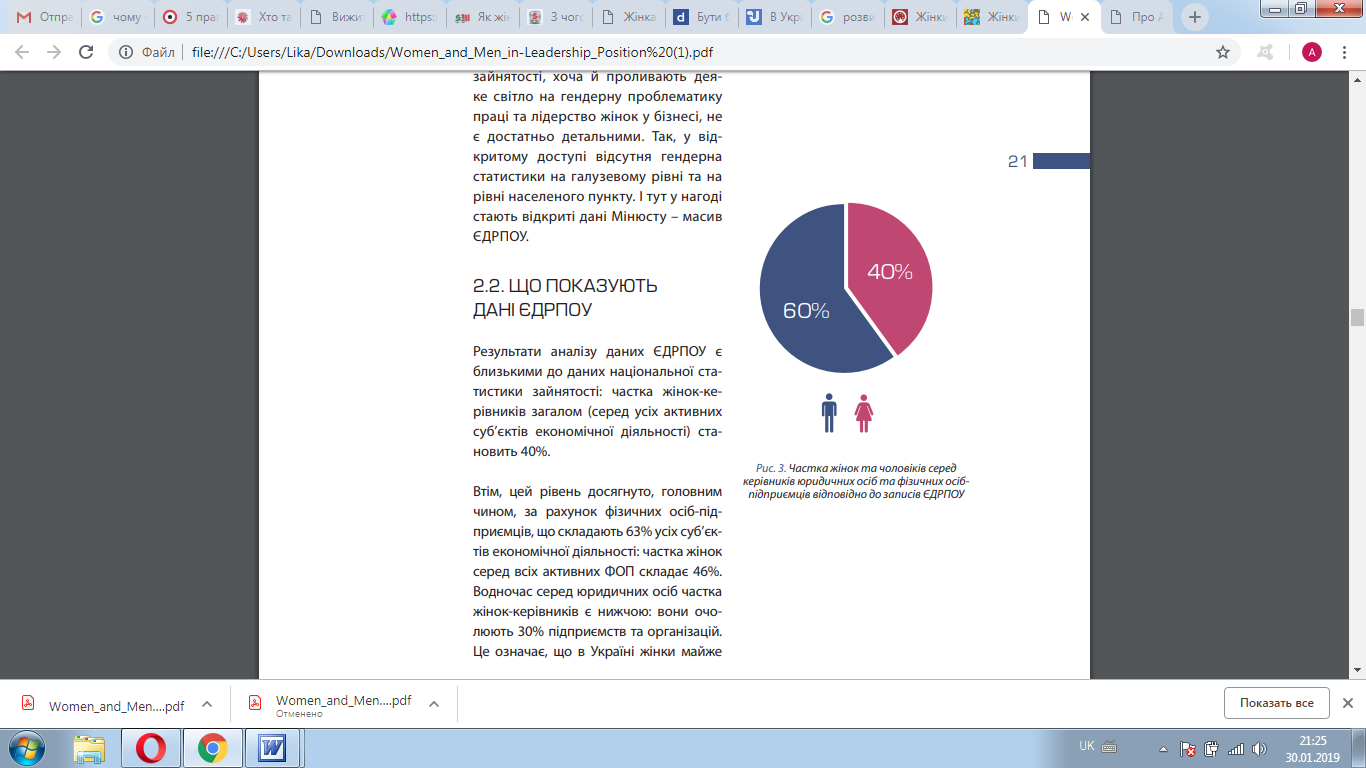 Отпра
чому
5 прав
Хто та
Вижит
https:
Як жін
З чого
Жінка
Бути б
В Укра
розви
Жінки
Жінки
W
Про А
Файл
file:///C:/Users/Lika/Downloads/Women_and_Men_in-Leadership_Position%20(1).pdf
A
зайнятості, хоча й проливають дея-
ке світло на гендерну проблематику
праці та лідерство жінок у бізнесі, не
є достатньо детальними. Так, у від-
критому доступі відсутня гендерна
статистики на галузевому рівні та на
рівні населеного пункту. І тут у нагоді
стають відкриті дані Мінюсту – масив
ЄДРПОУ.
2.2. ЩО ПОКАЗУЮТЬ
ДАНІ ЄДРПОУ
Результати аналізу даних ЄДРПОУ є
близькими до даних національної ста-
тистики зайнятості: частка жінок-ке-
рівників загалом (серед усіх активних
суб’єктів економічної діяльності) ста-
новить 40%.
Втім, цей рівень досягнуто, головним
чином, за рахунок фізичних осіб-під-
приємців, що складають 63% усіх суб’єк-
тів економічної діяльності: частка жінок
серед всіх активних ФОП складає 46%.
Водночас серед юридичних осіб частка
жінок-керівників є нижчою: вони очо-
люють 30% підприємств та організацій.
Це означає, що в Україні жінки майже
21
40%
60%
Рис. 3. Частка жінок та чоловіків серед
керівників юридичних осіб та фізичних осіб-
підприємців відповідно до записів ЄДРПОУ
Women_and_Men....pdf
Women_and_Men....pdf
Отменено
Показать все
UK
21:25
30.01.2019